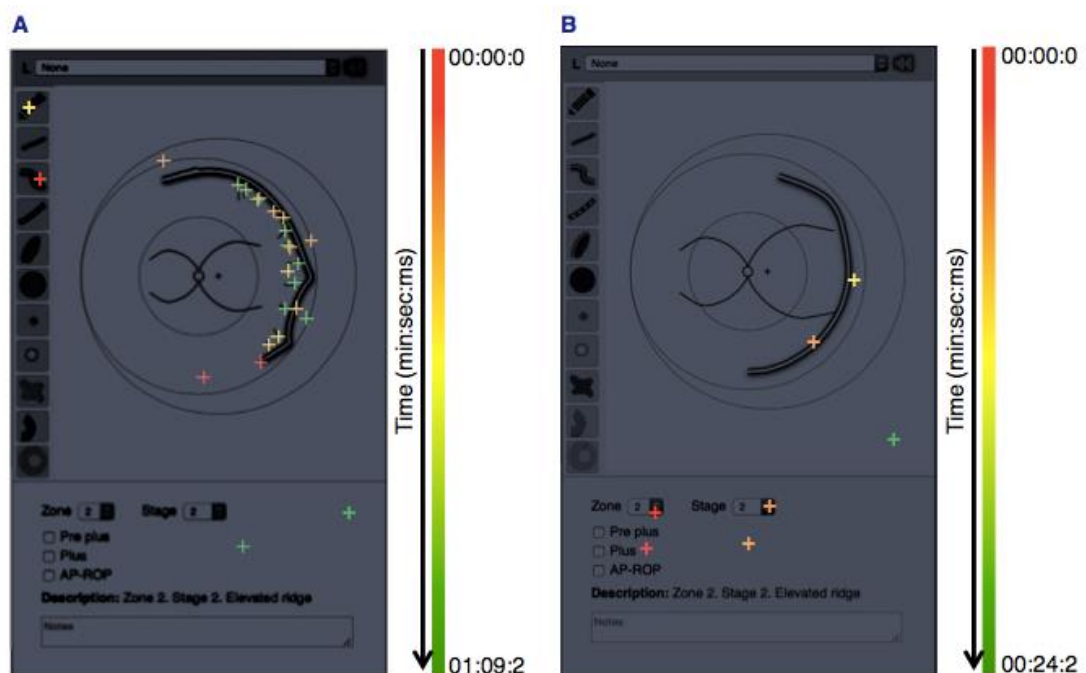 A
L None
00:00:0
Time (min:sec:ms)
Zone 2 Stage 2
Pre plus
Plus
AP-ROP
Description: Zone 2. Stage 2. Elevated ridge
Notes
01:09:2
B
L None
00:00:0
Time (min:sec:ms)
Zone 2 Stage 2
Pre plus
Plus
AP-ROP
Description: Zone 2. Stage 2. Elevated ridge
Notes
00:24:2